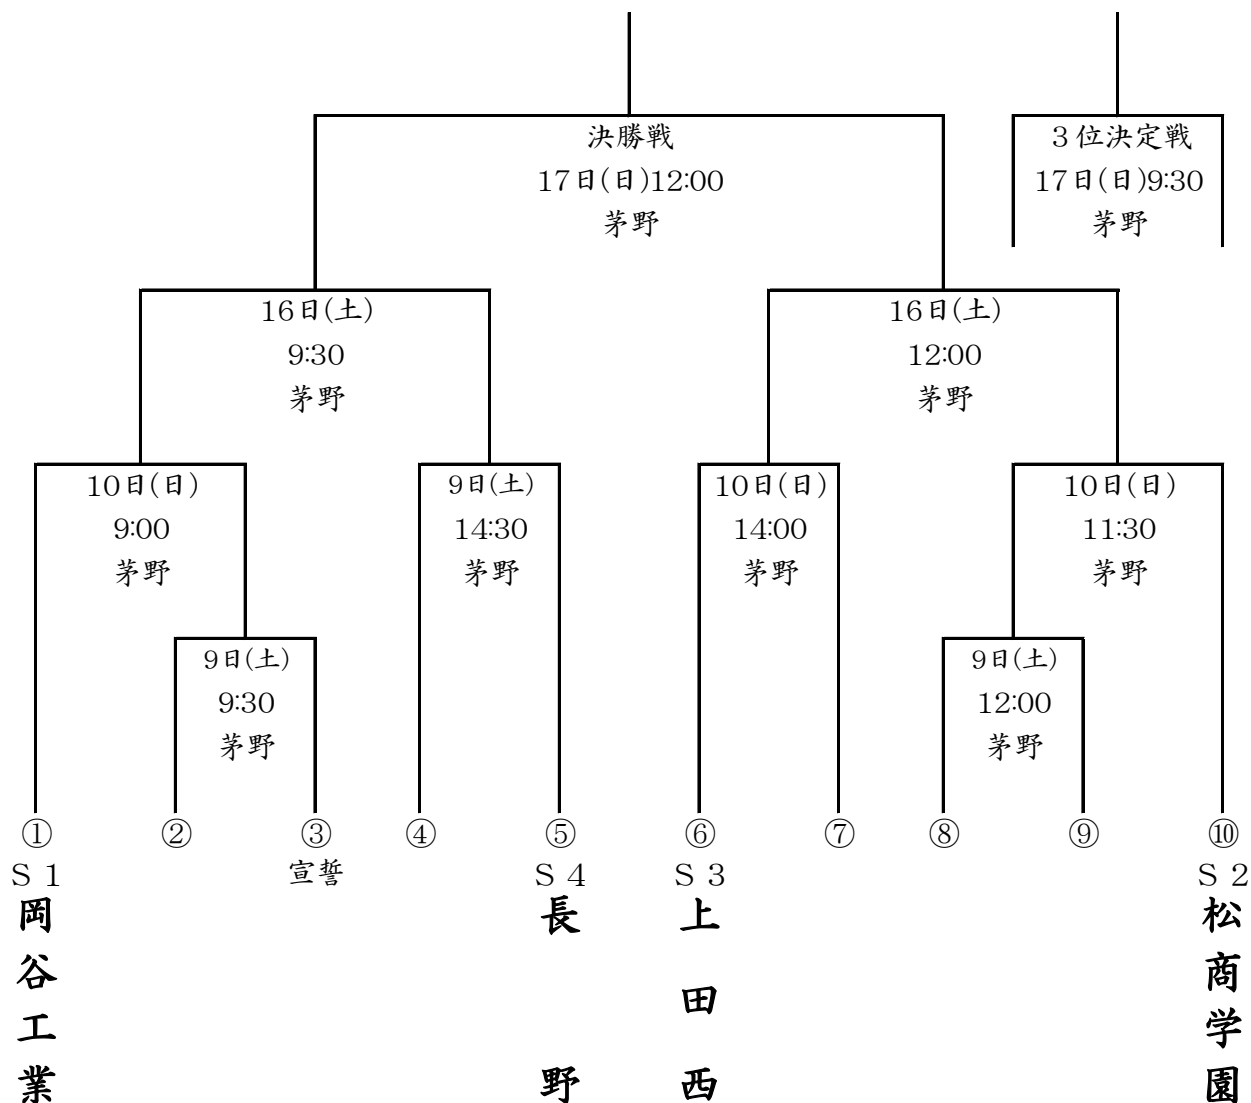 決勝戦
17日(日)12:00
茅野
3位決定戦
17日(日)9:30
茅野
16日(土)
9:30
茅野
16日(土)
12:00
茅野
10日(日)
9:00
茅野
9日(土)
14:30
茅野
10日(日)
14:00
茅野
10日(日)
11:30
茅野
9日(土)
9:30
茅野
9日(土)
12:00
茅野
① ② ③ ④ ⑤ ⑥ ⑦ ⑧ ⑨ ⑩
S1 宣誓 S4 S3 S2
岡谷工業
長野
上田西
松商学園